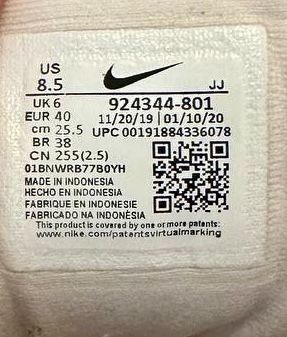 US
8.5
JJ
UK 6
924344-801
EUR 40
11/20/19 | 01/10/20
cm 25.5
UPC 00191884336078
BR 38
CN 255(2.5)
01BNWRB77B0YH
MADE IN INDONESIA
HECHO EN INDONESIA
FABRIQUE EN INDONESIE
FABRICADO NA INDONÉSIA
This product is covered by one or more patents:
www.nike.com/patentsvirtualmarking